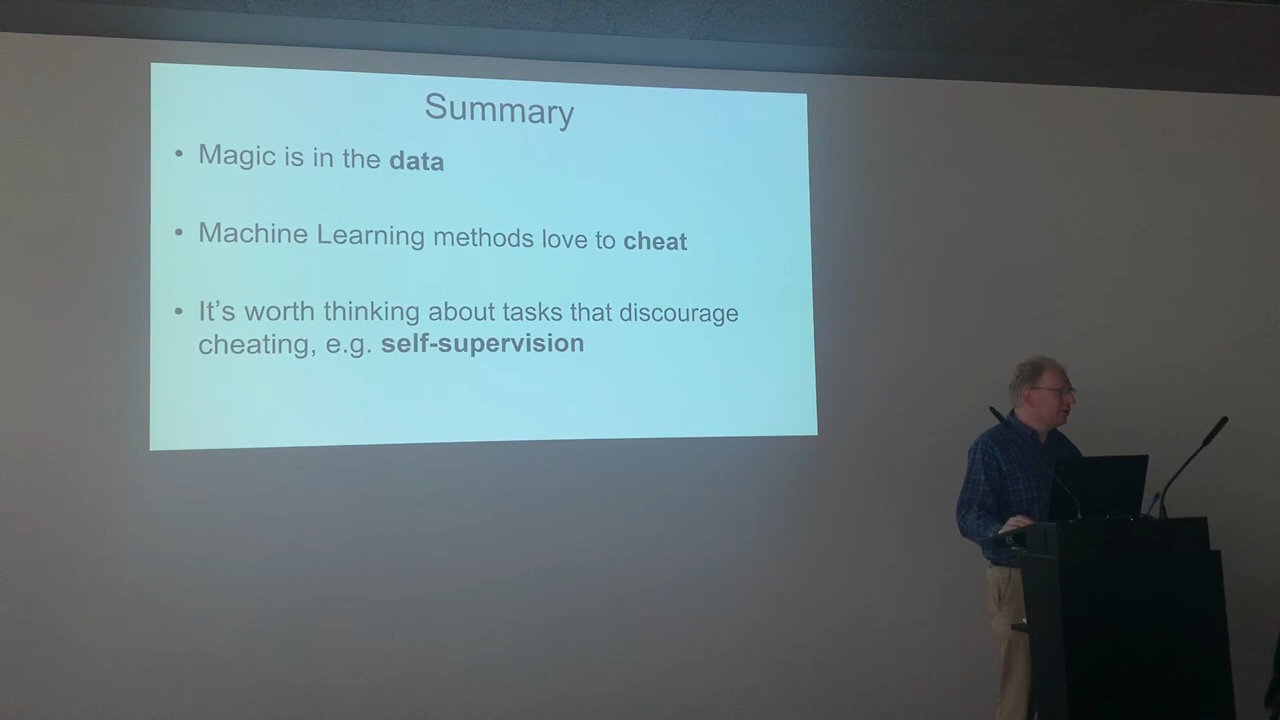 Summary
• Magic is in the data
• Machine Learning methods love to cheat
• It's worth thinking about tasks that discourage
cheating, e.g. self-supervision